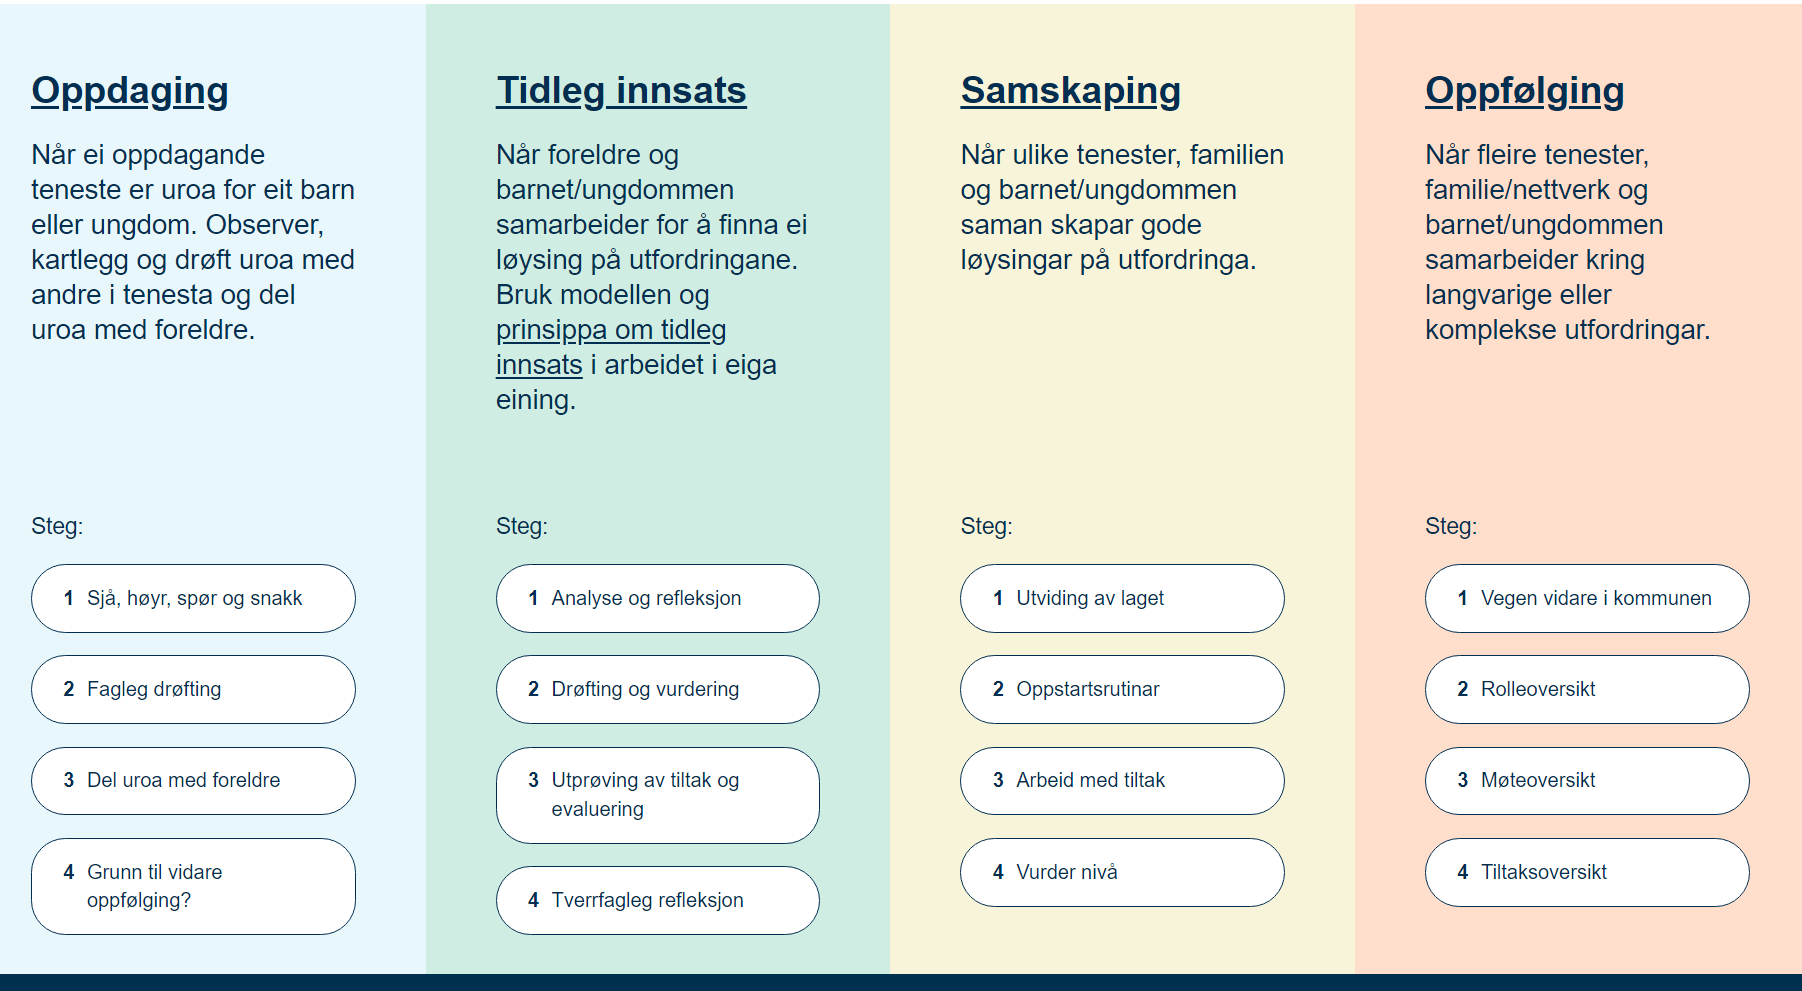 Oppdaging
Når ei oppdagande
teneste er uroa for eit barn
eller ungdom. Observer,
kartlegg og drøft uroa med
andre i tenesta og del
uroa med foreldre.
Steg:
1 Sjå, høyr, spør og snakk
2 Fagleg drøfting
3 Del uroa med foreldre
4 Grunn til vidare
oppfølging?
Tidleg innsats
Når foreldre og
barnet/ungdommen
samarbeider for å finna ei
løysing på utfordringane.
Bruk modellen og
prinsippa om tidleg
innsats i arbeidet i eiga
eining.
Steg:
1 Analyse og refleksjon
2 Drøfting og vurdering
3 Utprøving av tiltak og
evaluering
4 Tverrfagleg refleksjon
Samskaping
Når ulike tenester, familien
og barnet/ungdommen
saman skapar gode
løysingar på utfordringa.
Steg:
1 Utviding av laget
2 Oppstartsrutinar
3 Arbeid med tiltak
4 Vurder nivå
Oppfølging
Når fleire tenester,
familie/nettverk og
barnet/ungdommen
samarbeider kring
langvarige eller
komplekse utfordringar.
Steg:
1 Vegen vidare i kommunen
2 Rolleoversikt
3 Møteoversikt
4 Tiltaksoversikt